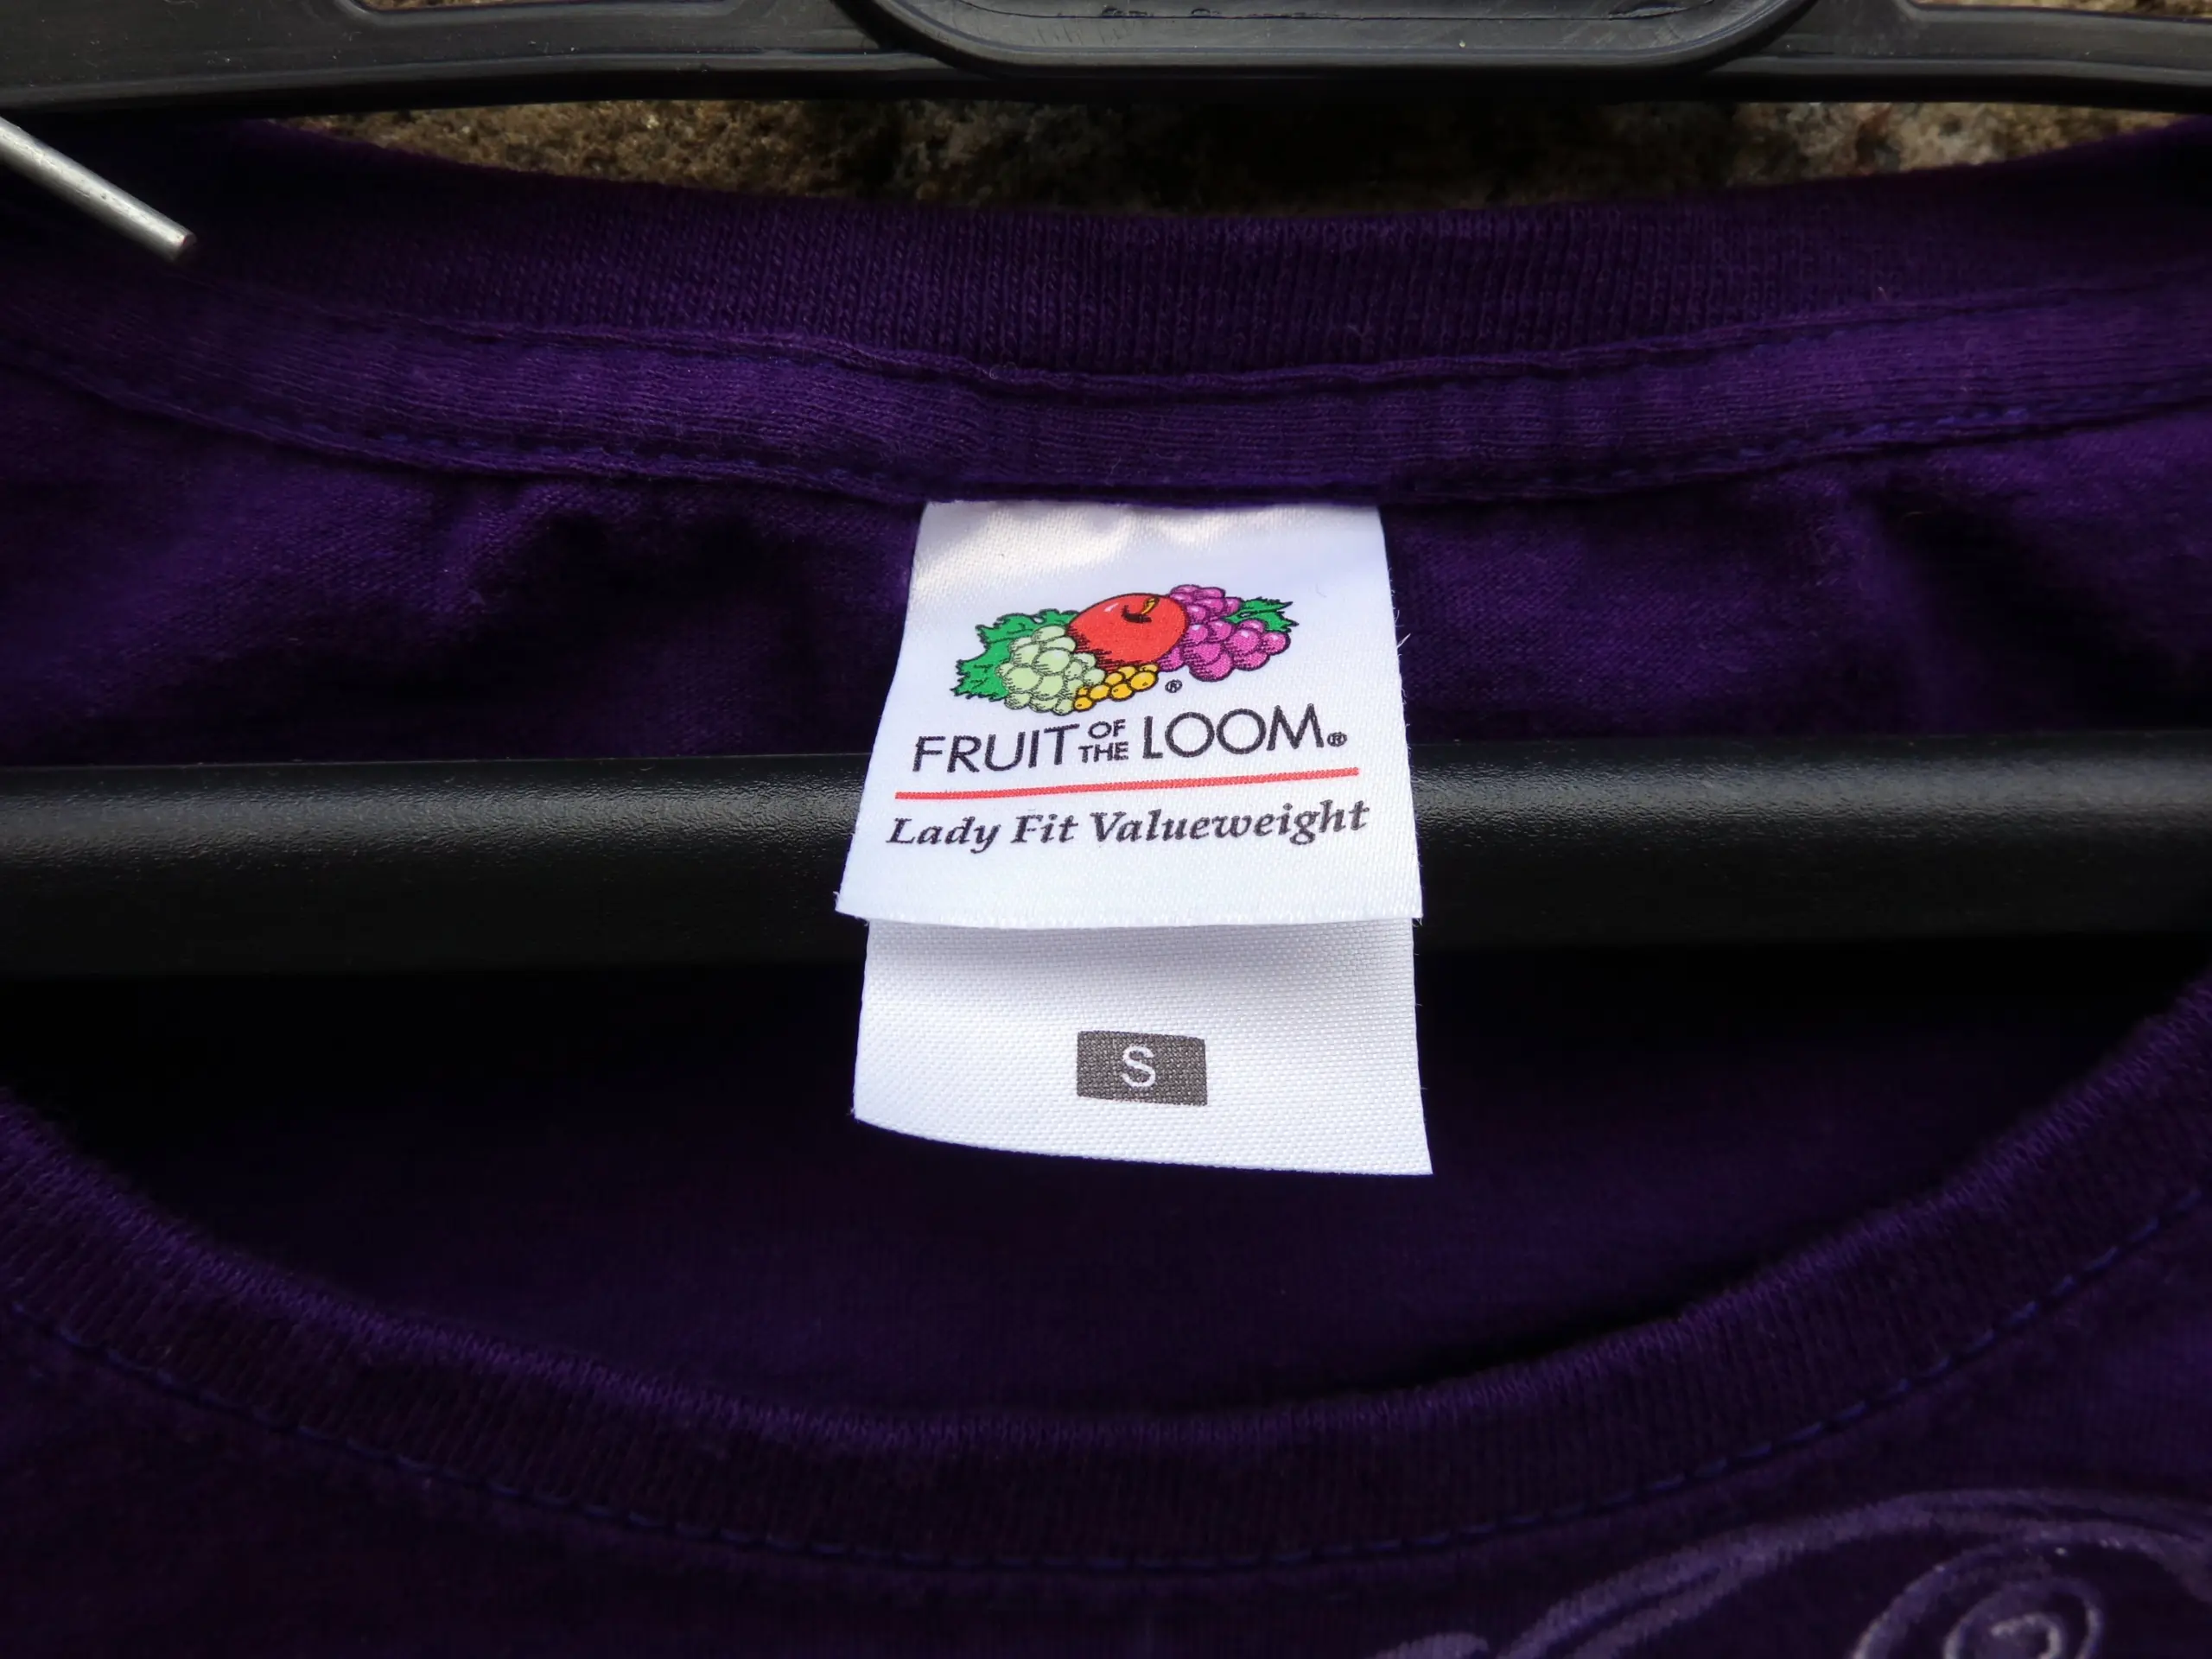 ®
FRUIT OF THE LOOM®
Lady Fit Valueweight
S